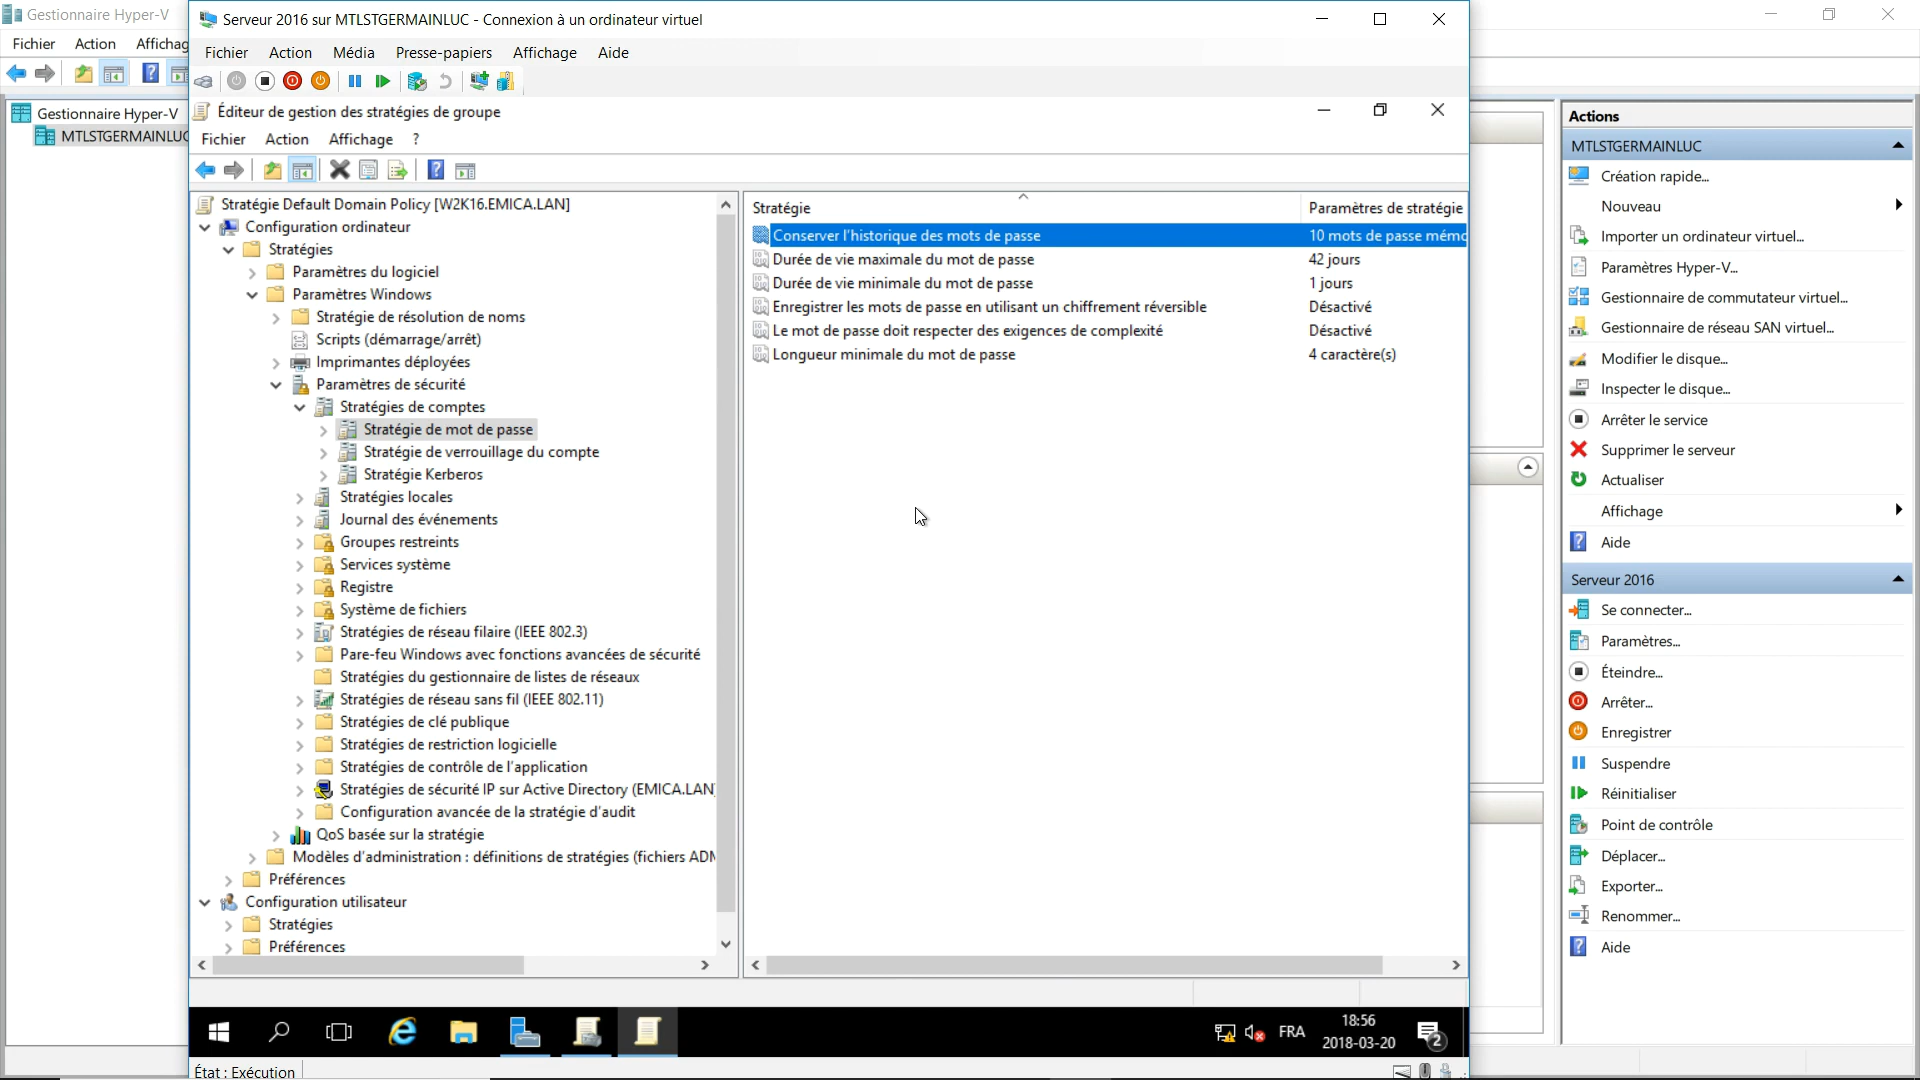 Gestionnaire Hyper-V
Fichier Action Affichag
Gestionnaire Hyper-V
MTLSTGERMAINLUC
Serveur 2016 sur MTLSTGERMAINLUC - Connexion à un ordinateur virtuel
Fichier Action Média Presse-papiers Affichage Aide
Éditeur de gestion des stratégies de groupe
Fichier Action Affichage ?
Stratégie Default Domain Policy [W2K16.EMICA.LAN]
Configuration ordinateur
Stratégies
Paramètres du logiciel
Paramètres Windows
Stratégie de résolution de noms
Scripts (démarrage/arrêt)
Imprimantes déployées
Paramètres de sécurité
Stratégies de comptes
Stratégie de mot de passe
Stratégie de verrouillage du compte
Stratégie Kerberos
Stratégies locales
Journal des événements
Groupes restreints
Services système
Registre
Système de fichiers
Stratégies de réseau filaire (IEEE 802.3)
Pare-feu Windows avec fonctions avancées de sécurité
Stratégies du gestionnaire de listes de réseaux
Stratégies de réseau sans fil (IEEE 802.11)
Stratégies de clé publique
Stratégies de restriction logicielle
Stratégies de contrôle de l'application
Stratégies de sécurité IP sur Active Directory (EMICA.LAN)
Configuration avancée de la stratégie d'audit
QoS basée sur la stratégie
Modèles d'administration : définitions de stratégies (fichiers ADM
Préférences
Configuration utilisateur
Stratégies
Préférences
Stratégie Paramètres de stratégie
Conserver l'historique des mots de passe 10 mots de passe mémo
Durée de vie maximale du mot de passe 42 jours
Durée de vie minimale du mot de passe 1 jours
Enregistrer les mots de passe en utilisant un chiffrement réversible Désactivé
Le mot de passe doit respecter des exigences de complexité Désactivé
Longueur minimale du mot de passe 4 caractère(s)
FRA
18:56
2018-03-20
2
État : Exécution
Actions
MTLSTGERMAINLUC
Création rapide...
Nouveau
Importer un ordinateur virtuel...
Paramètres Hyper-V...
Gestionnaire de commutateur virtuel...
Gestionnaire de réseau SAN virtuel...
Modifier le disque...
Inspecter le disque...
Arrêter le service
Supprimer le serveur
Actualiser
Affichage
Aide
Serveur 2016
Se connecter...
Paramètres...
Éteindre...
Arrêter...
Enregistrer
Suspendre
Réinitialiser
Point de contrôle
Déplacer...
Exporter...
Renommer...
Aide